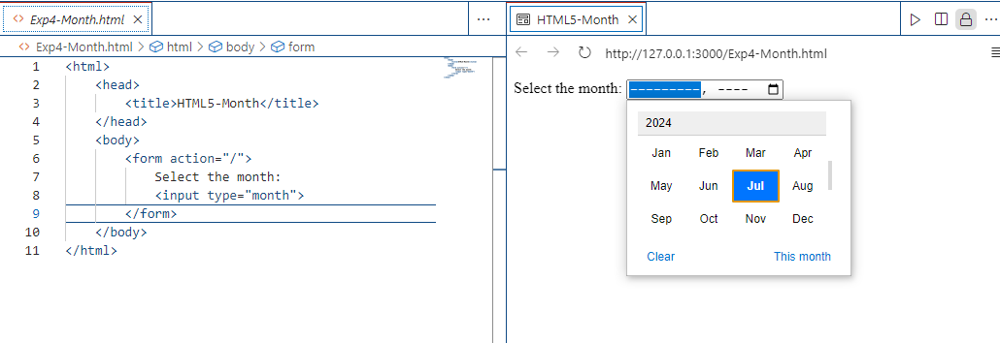 Exp4-Month.html
Exp4-Month.html > html > body > form
1 <html>
2 <head>
3 <title>HTML5-Month</title>
4 </head>
5 <body>
6 <form action="/">
7 Select the month:
8 <input type="month">
9 </form>
10 </body>
11 </html>
HTML5-Month
http://127.0.0.1:3000/Exp4-Month.html
Select the month: ---------, ----
2024
Jan Feb Mar Apr
May Jun Jul Aug
Sep Oct Nov Dec
Clear This month